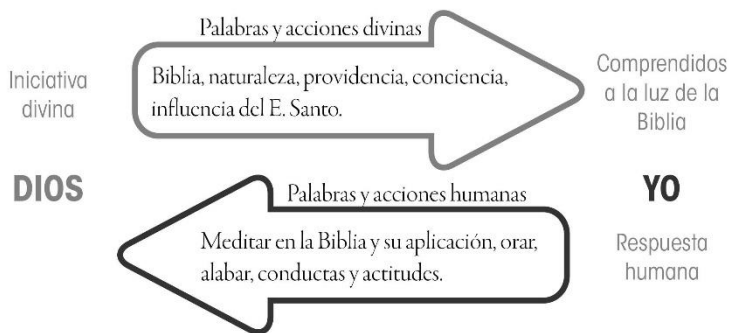 Palabras y acciones divinas
Iniciativa
divina
Biblia, naturaleza, providencia, conciencia,
influencia del E. Santo.
Comprendidos
a la luz de la
Biblia
DIOS
YO
Palabras y acciones humanas
Meditar en la Biblia y su aplicación, orar,
alabar, conductas y actitudes.
Respuesta
humana